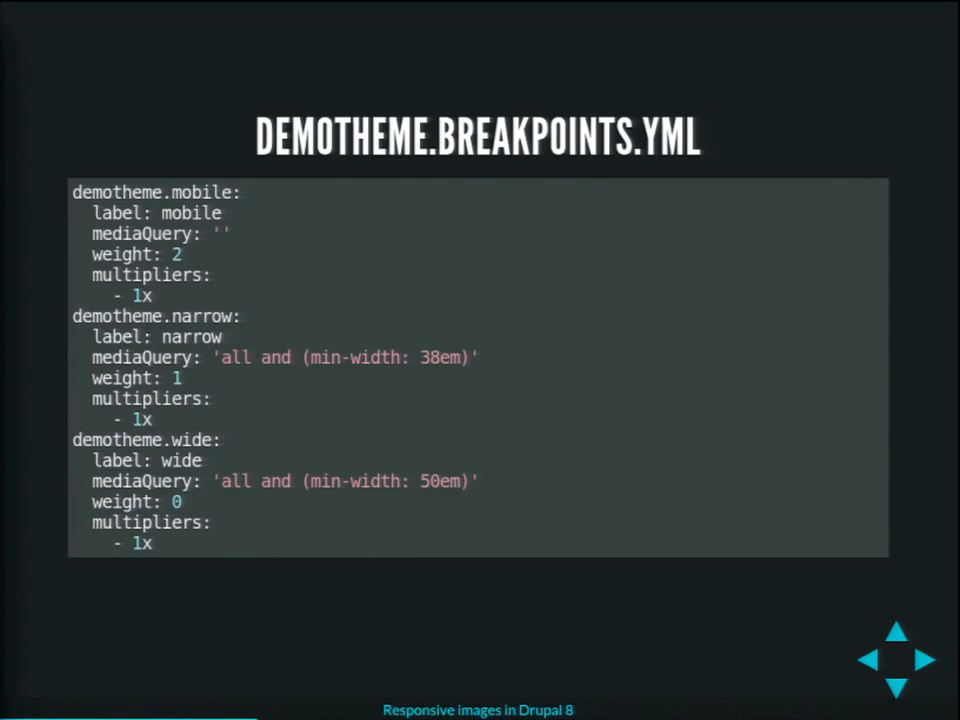 DEMOTHEME.BREAKPOINTS.YML
demotheme.mobile:
  label: mobile
  mediaQuery: ''
  weight: 2
  multipliers:
    - 1x
demotheme.narrow:
  label: narrow
  mediaQuery: 'all and (min-width: 38em)'
  weight: 1
  multipliers:
    - 1x
demotheme.wide:
  label: wide
  mediaQuery: 'all and (min-width: 50em)'
  weight: 0
  multipliers:
    - 1x
Responsive images in Drupal 8